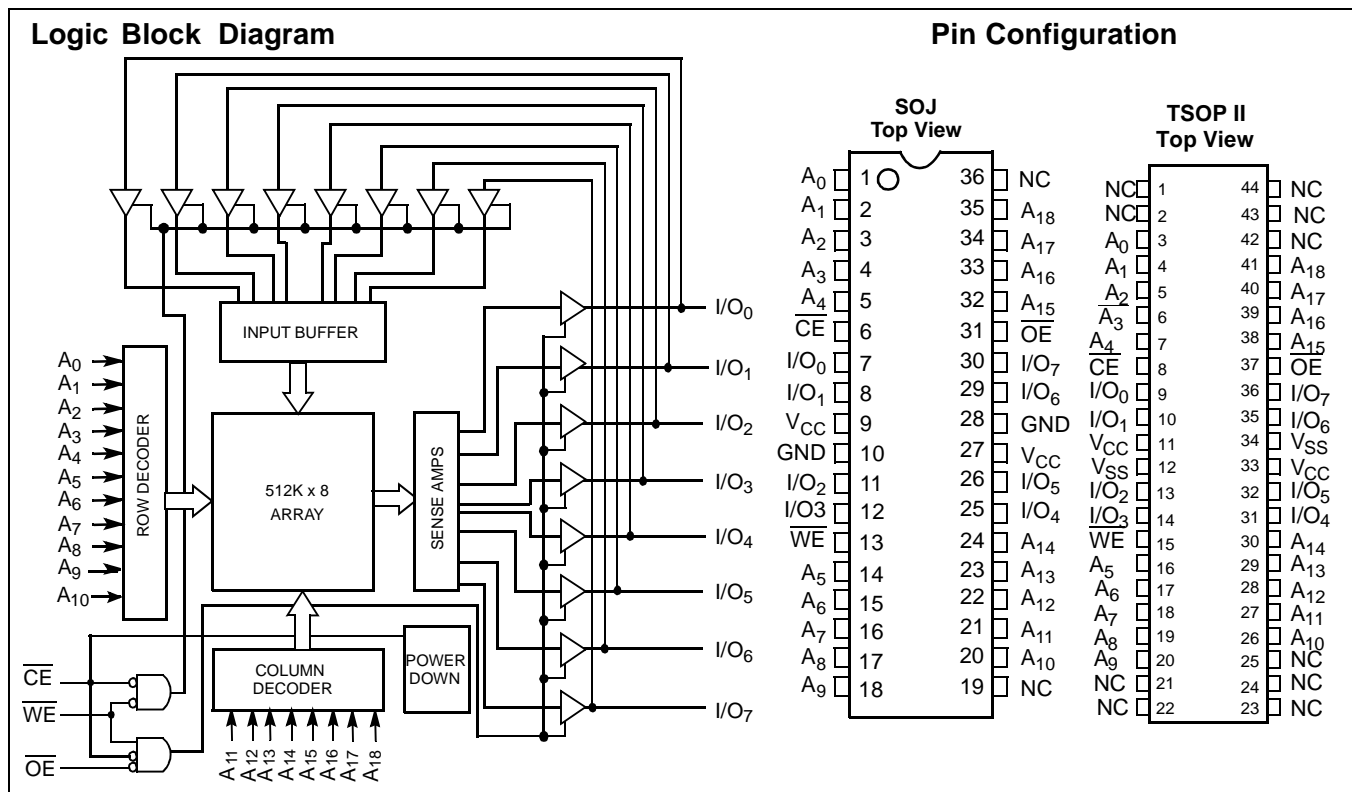 Logic Block Diagram
INPUT BUFFER
ROW DECODER
A0
A1
A2
A3
A4
A5
A6
A7
A8
A9
A10
512K x 8
ARRAY
SENSE AMPS
COLUMN
DECODER
POWER
DOWN
CE
WE
OE
A11
A12
A13
A14
A15
A16
A17
A18
I/O0
I/O1
I/O2
I/O3
I/O4
I/O5
I/O6
I/O7
Pin Configuration
SOJ
Top View
A0 1 36 NC
A1 2 35 A18
A2 3 34 A17
A3 4 33 A16
A4 5 32 A15
CE 6 31 OE
I/O0 7 30 I/O7
I/O1 8 29 I/O6
VCC 9 28 GND
GND 10 27 VCC
I/O2 11 26 I/O5
I/O3 12 25 I/O4
WE 13 24 A14
A5 14 23 A13
A6 15 22 A12
A7 16 21 A11
A8 17 20 A10
A9 18 19 NC
TSOP II
Top View
NC 1 44 NC
NC 2 43 NC
A0 3 42 NC
A1 4 41 A18
A2 5 40 A17
A3 6 39 A16
A4 7 38 A15
CE 8 37 OE
I/O0 9 36 I/O7
I/O1 10 35 I/O6
VCC 11 34 VSS
VSS 12 33 VCC
I/O2 13 32 I/O5
I/O3 14 31 I/O4
WE 15 30 A14
A5 16 29 A13
A6 17 28 A12
A7 18 27 A11
A8 19 26 A10
A9 20 25 NC
NC 21 24 NC
NC 22 23 NC